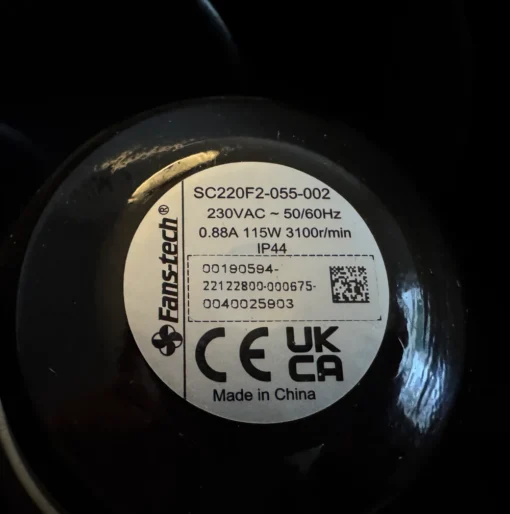 Fans-tech®
SC220F2-055-002
230VAC ~ 50/60Hz
0.88A 115W 3100r/min
IP44
00190594-
22122800-000675-
0040025903
CE UK
CA
Made in China